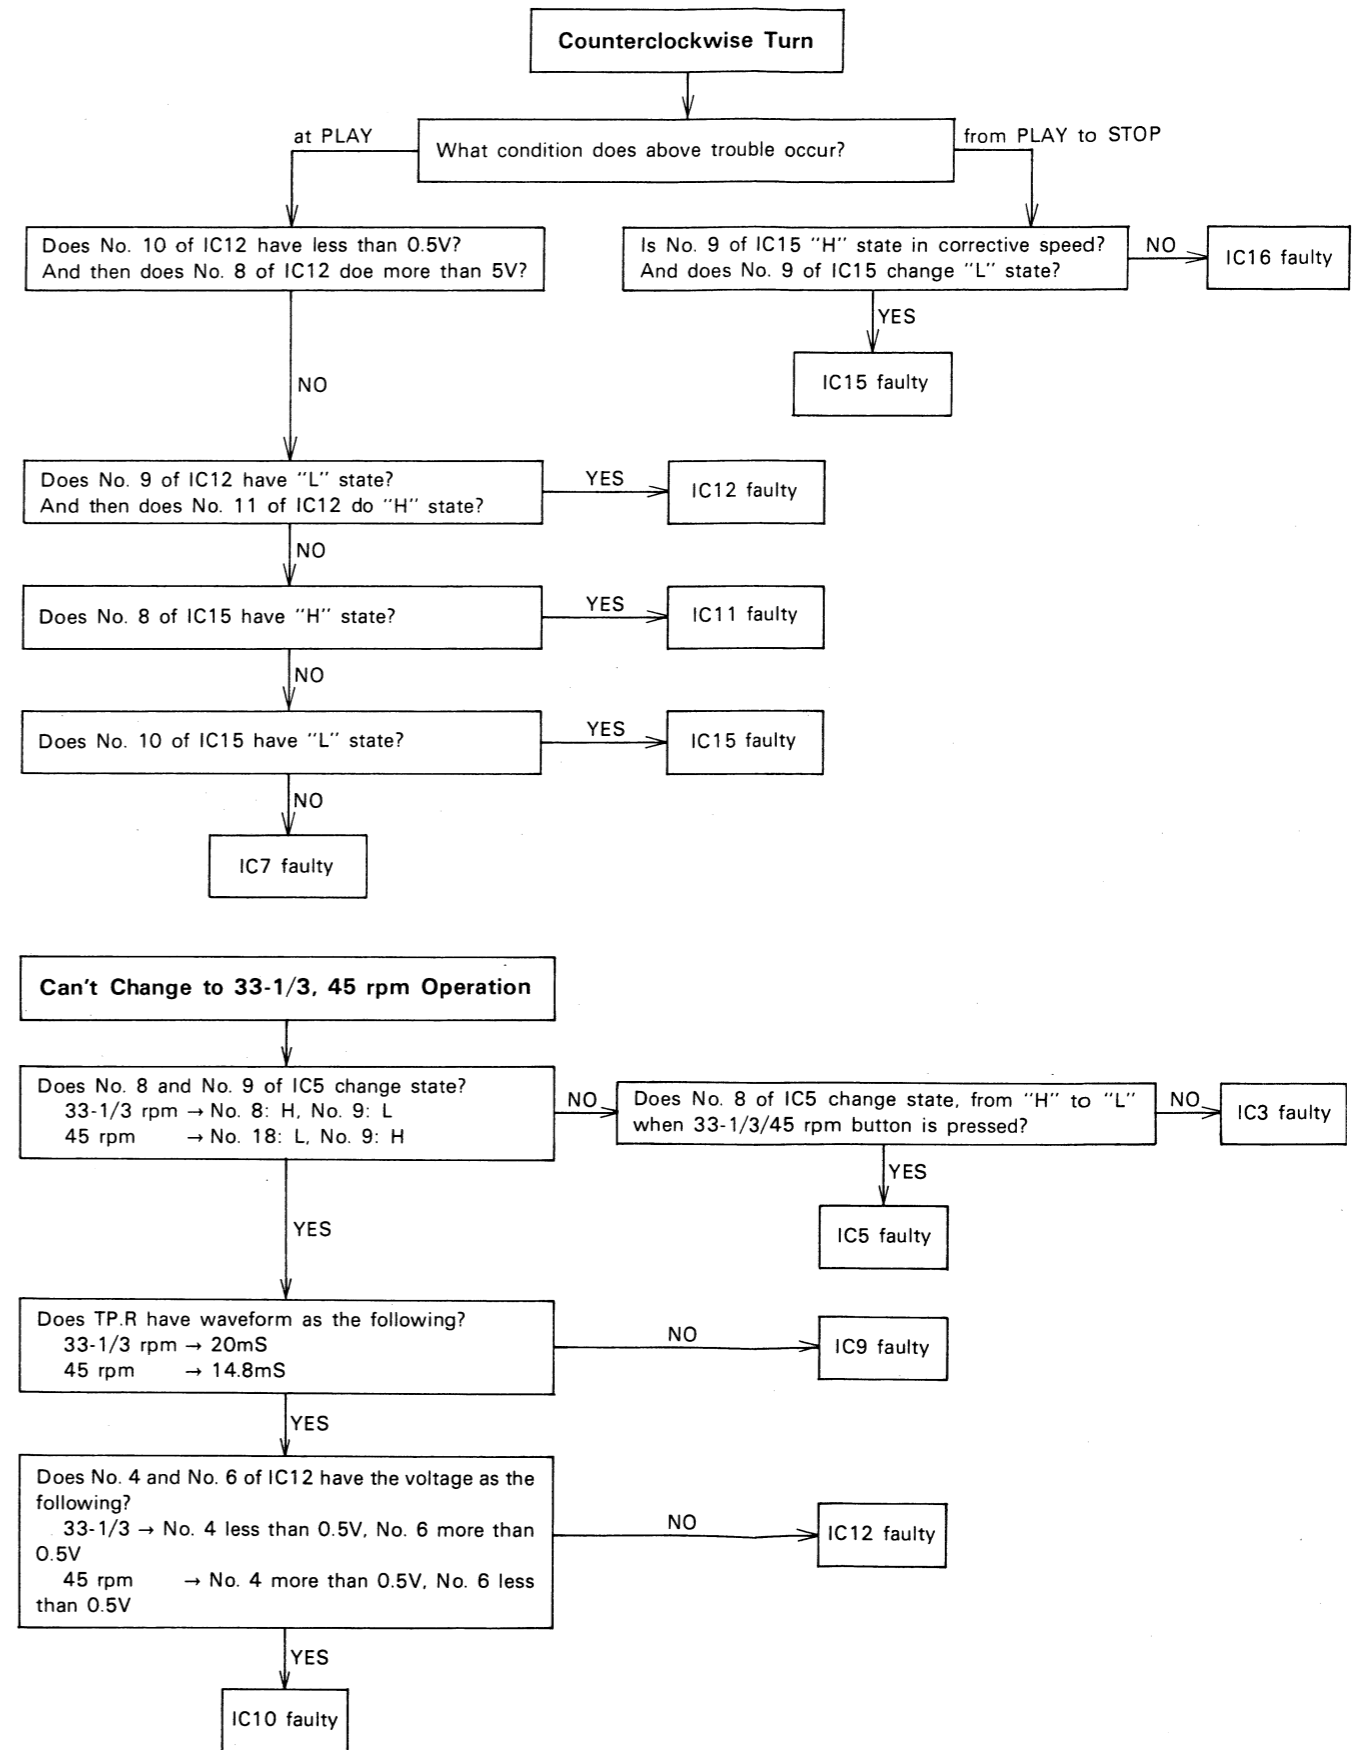 Counterclockwise Turn
at PLAY
What condition does above trouble occur?
from PLAY to STOP
Does No. 10 of IC12 have less than 0.5V?
And then does No. 8 of IC12 doe more than 5V?
Is No. 9 of IC15 "H" state in corrective speed?
And does No. 9 of IC15 change "L" state?
NO
IC16 faulty
YES
IC15 faulty
NO
Does No. 9 of IC12 have "L" state?
And then does No. 11 of IC12 do "H" state?
YES
IC12 faulty
NO
Does No. 8 of IC15 have "H" state?
YES
IC11 faulty
NO
Does No. 10 of IC15 have "L" state?
YES
IC15 faulty
NO
IC7 faulty
Can't Change to 33-1/3, 45 rpm Operation
Does No. 8 and No. 9 of IC5 change state?
33-1/3 rpm → No. 8: H, No. 9: L
45 rpm → No. 18: L, No. 9: H
NO
Does No. 8 of IC5 change state, from "H" to "L"
when 33-1/3/45 rpm button is pressed?
NO
IC3 faulty
YES
IC5 faulty
YES
Does TP.R have waveform as the following?
33-1/3 rpm → 20mS
45 rpm → 14.8mS
NO
IC9 faulty
YES
Does No. 4 and No. 6 of IC12 have the voltage as the
following?
33-1/3 → No. 4 less than 0.5V, No. 6 more than
0.5V
45 rpm → No. 4 more than 0.5V, No. 6 less
than 0.5V
NO
IC12 faulty
YES
IC10 faulty